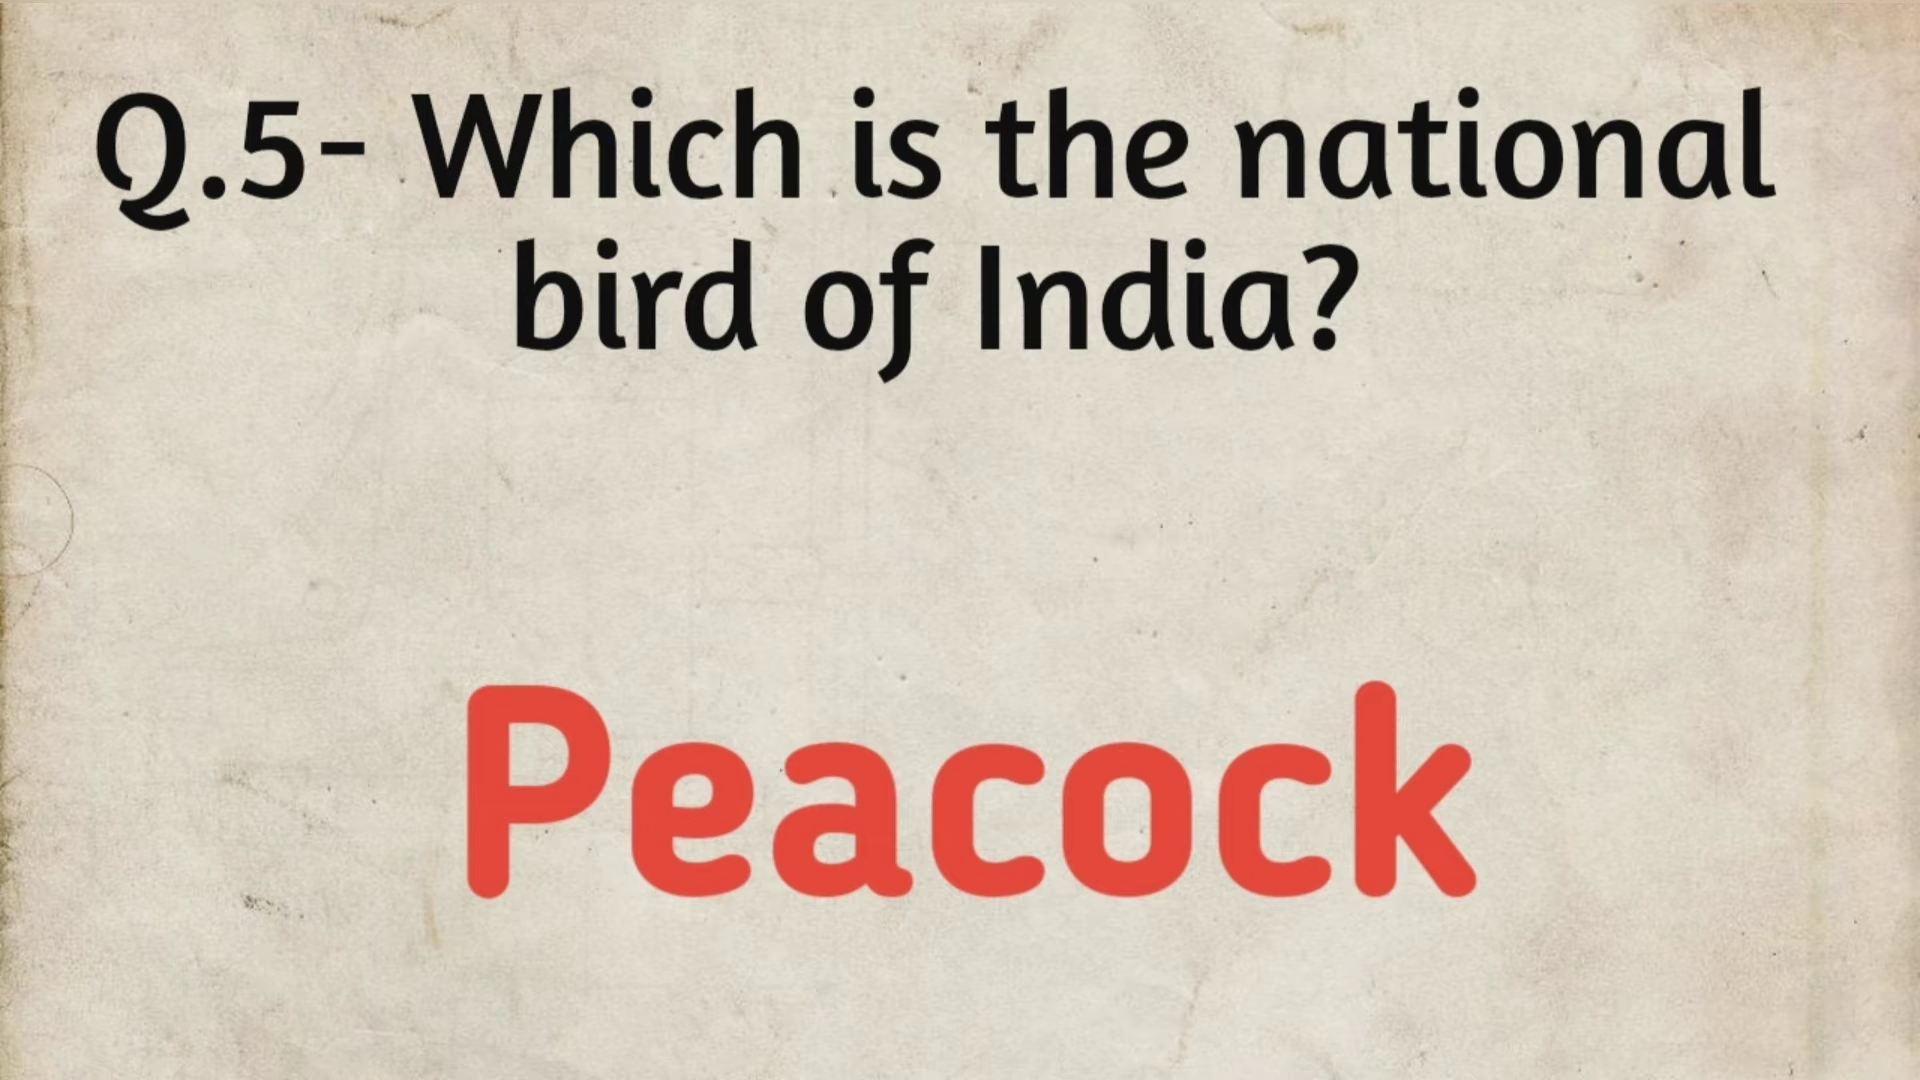 Q.5- Which is the national
bird of India?
Peacock